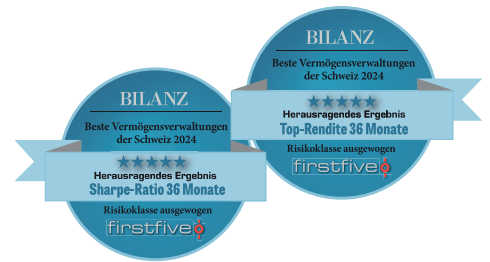 BILANZ
Beste Vermögensverwaltungen
der Schweiz 2024
Herausragendes Ergebnis
Sharpe-Ratio 36 Monate
Risikoklasse ausgewogen
firstfive
BILANZ
Beste Vermögensverwaltungen
der Schweiz 2024
Herausragendes Ergebnis
Top-Rendite 36 Monate
Risikoklasse ausgewogen
firstfive